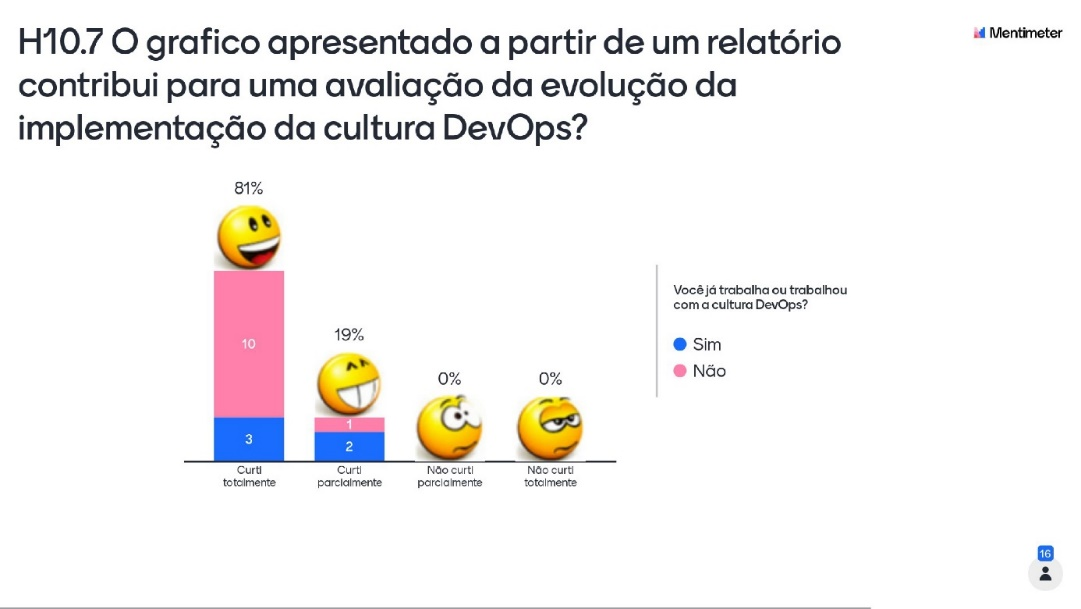 H10.7 O grafico apresentado a partir de um relatório
contribui para uma avaliação da evolução da
implementação da cultura DevOps?
Mentimeter
81%
19%
0%
0%
10
3
1
2
Curti
totalmente
Curti
parcialmente
Não curti
parcialmente
Não curti
totalmente
Você já trabalha ou trabalhou
com a cultura DevOps?
Sim
Não
16